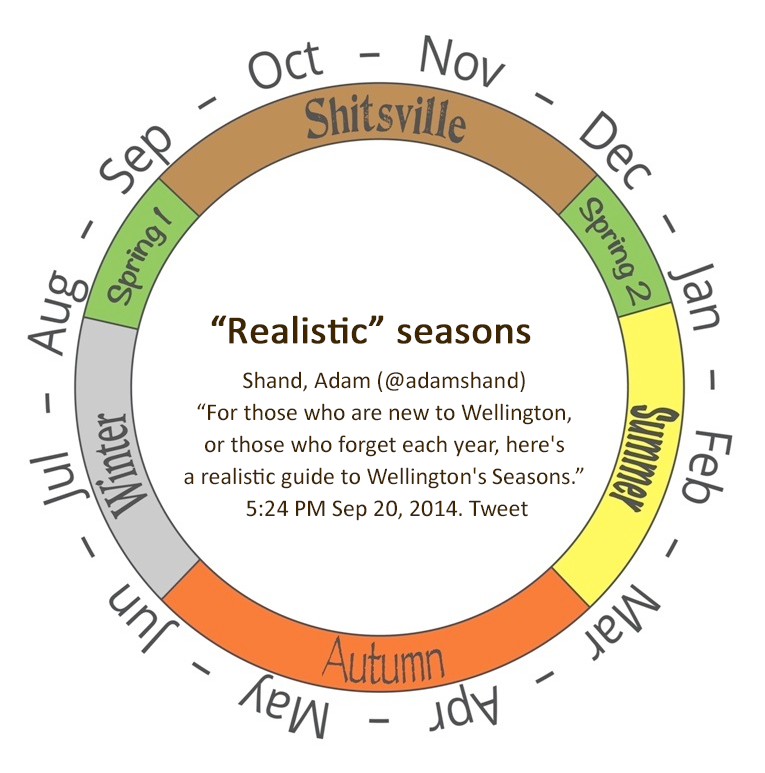 Oct – Nov – Dec – Jan – Feb – Mar – Apr – May – Jun – Jul – Aug – Sep –
Shitsville
Spring 2
Summer
Autumn
Winter
Spring 1
“Realistic” seasons
Shand, Adam (@adamshand)
“For those who are new to Wellington,
or those who forget each year, here's
a realistic guide to Wellington's Seasons.”
5:24 PM Sep 20, 2014. Tweet